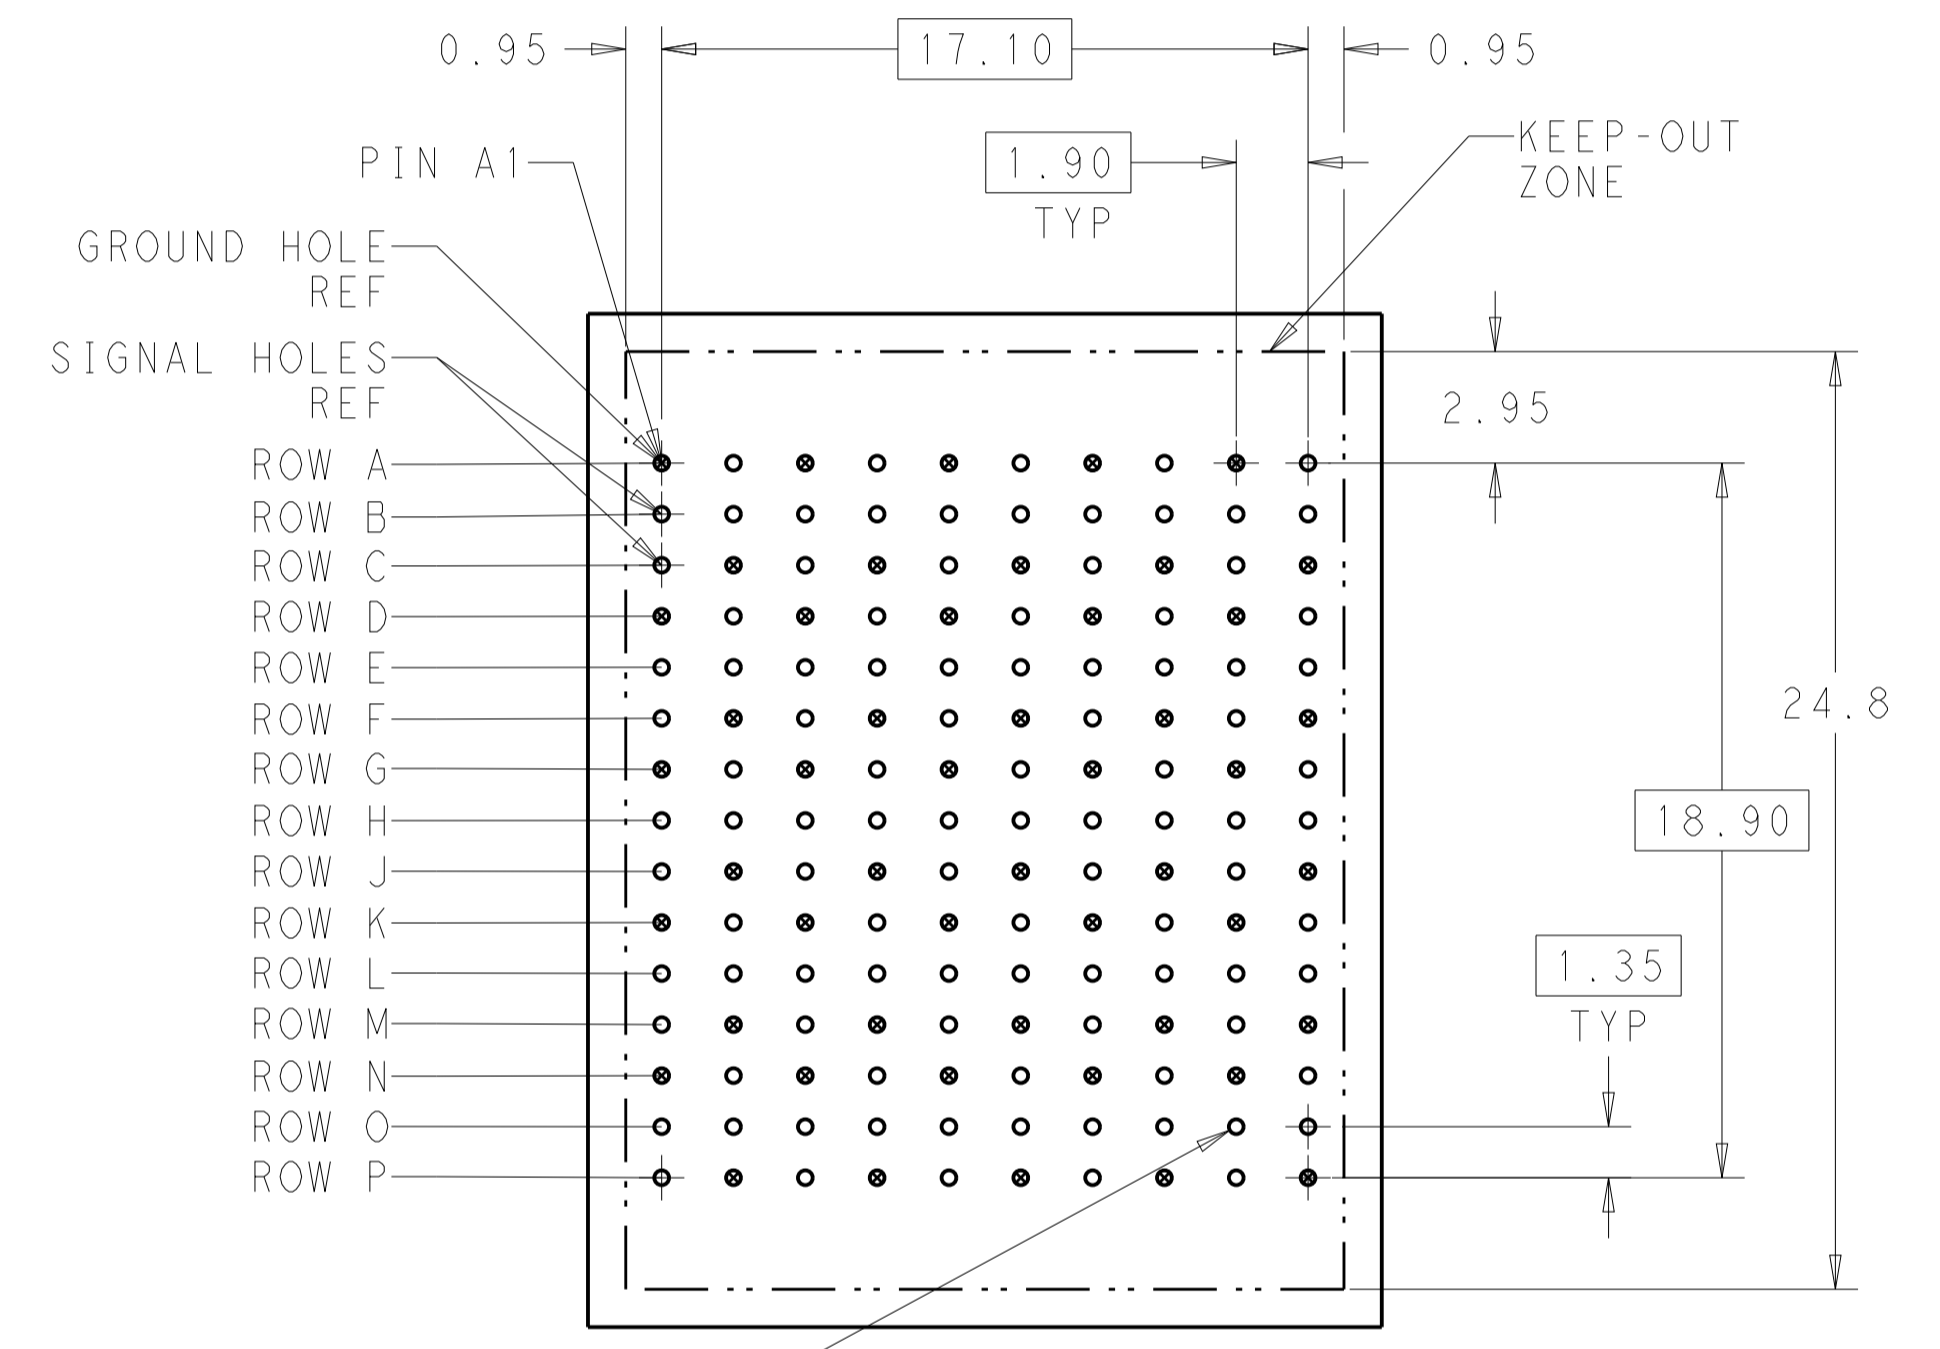 0.95
17.10
0.95
PIN A1
1.90
TYP
KEEP-OUT
ZONE
GROUND HOLE
REF
SIGNAL HOLES
REF
2.95
ROW A
ROW B
ROW C
ROW D
ROW E
ROW F
24.8
ROW G
ROW H
18.90
ROW J
ROW K
ROW L
1.35
TYP
ROW M
ROW N
ROW O
ROW P